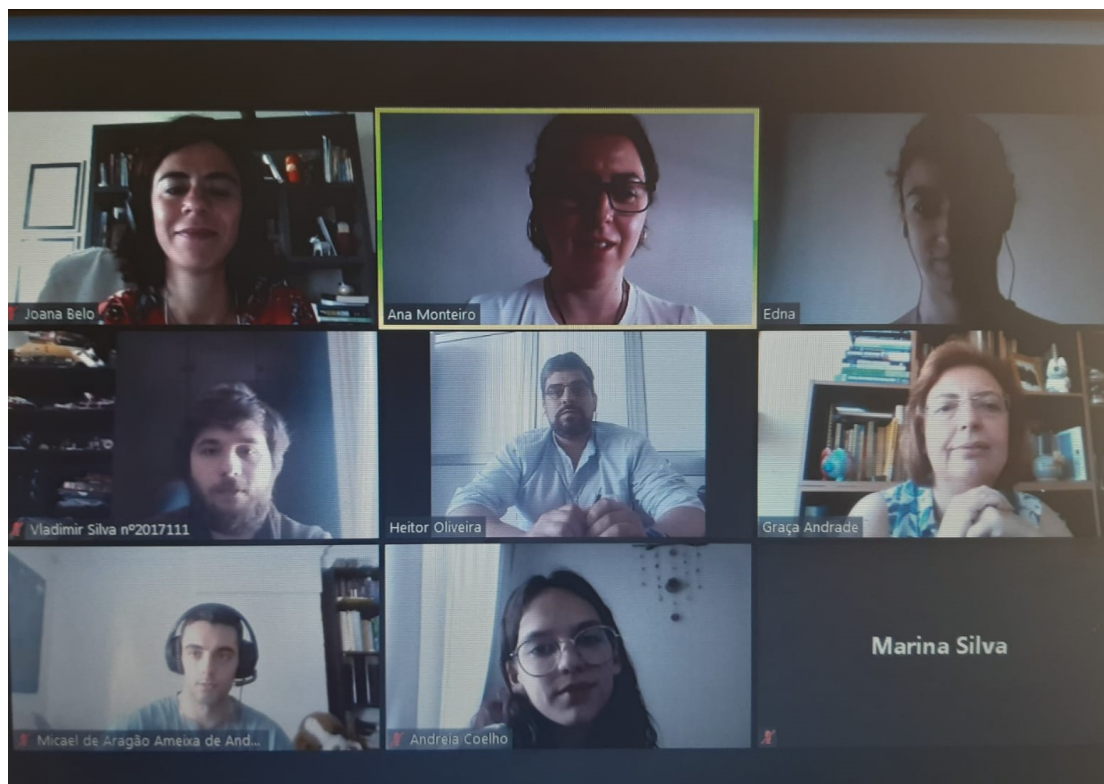 Joana Belo
Ana Monteiro
Edna
Vladimir Silva nº2017111
Heitor Oliveira
Graça Andrade
Micael de Aragão Ameixa de And...
Andreia Coelho
Marina Silva